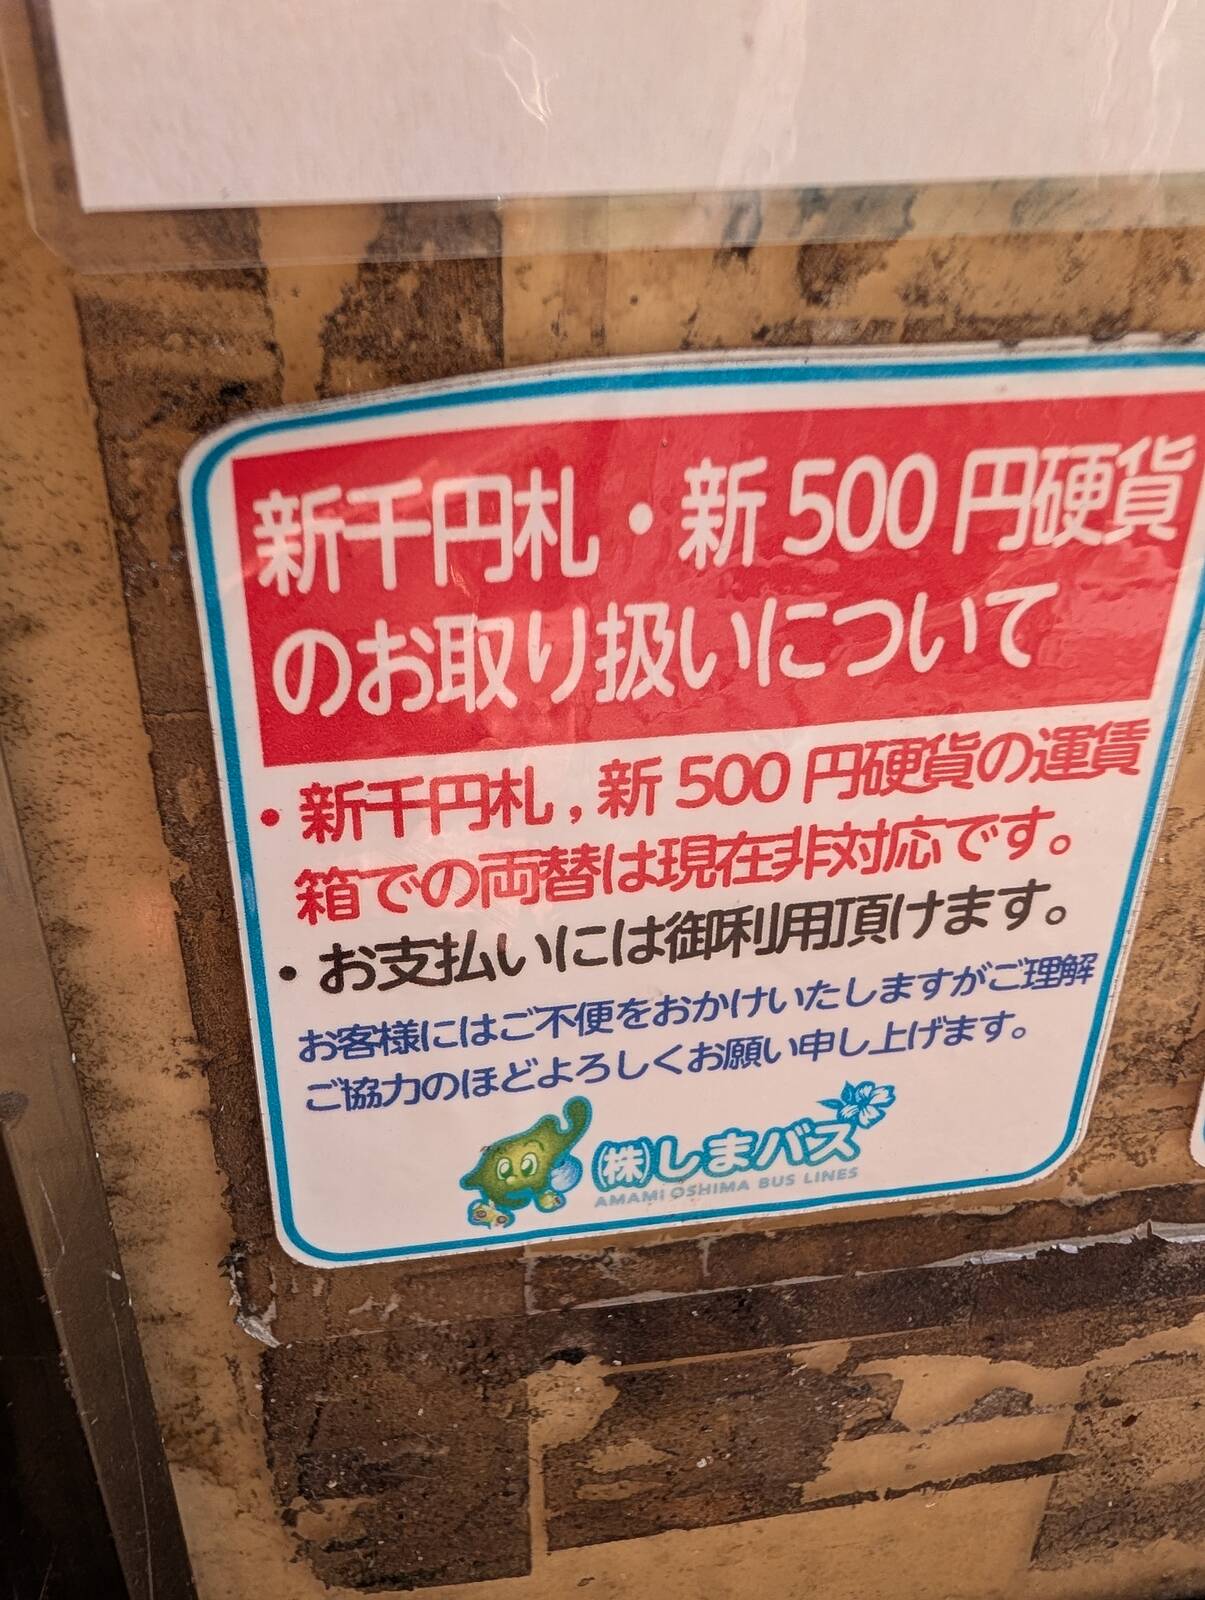 新千円札・新500円硬貨
のお取り扱いについて
・新千円札,新500円硬貨の運賃
箱での両替は現在非対応です。
・お支払いには御利用頂けます。
お客様にはご不便をおかけいたしますがご理解
ご協力のほどよろしくお願い申し上げます。
(株)しまバス
AMAMI OSHIMA BUS LINES